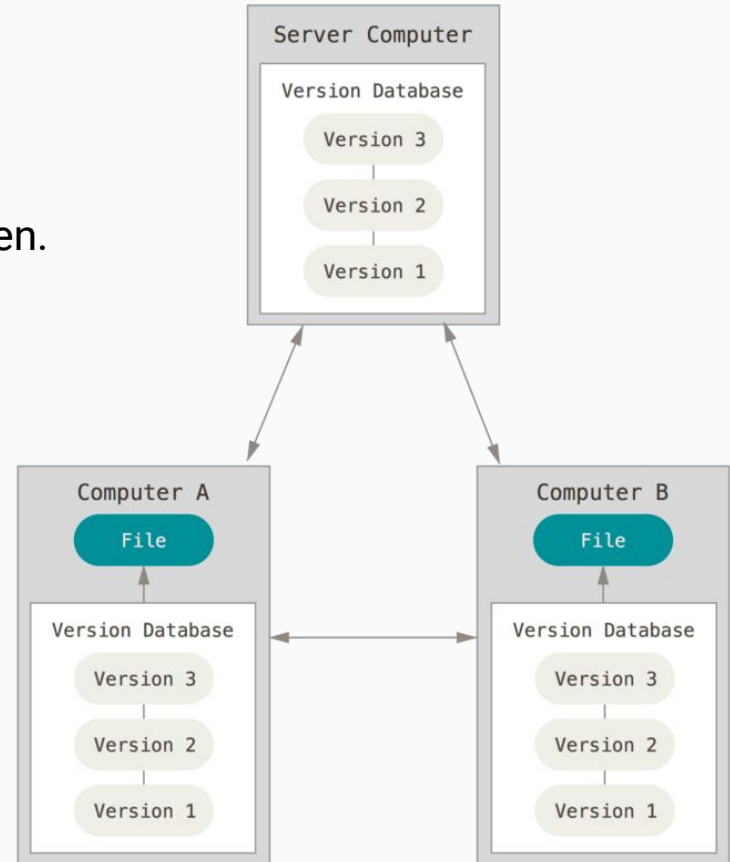 Server Computer
Version Database
Version 3
Version 2
Version 1
en.
Computer A
File
Version Database
Version 3
Version 2
Version 1
Computer B
File
Version Database
Version 3
Version 2
Version 1